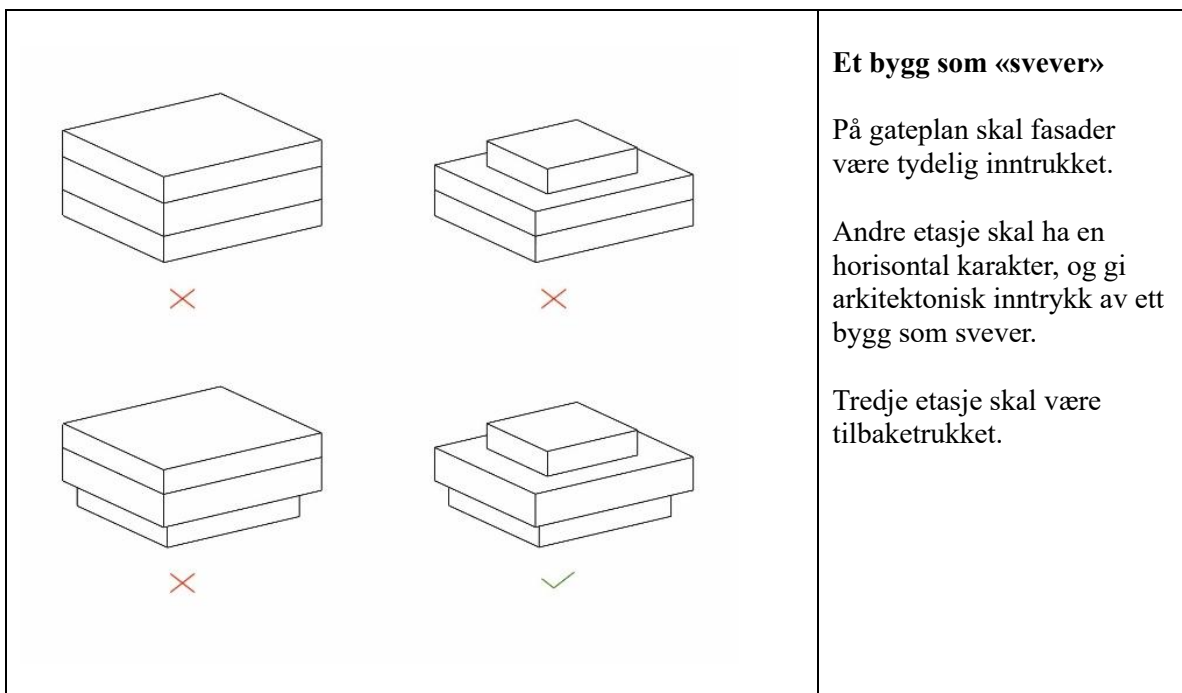 Et bygg som «svever»
På gateplan skal fasader
være tydelig inntrukket.
Andre etasje skal ha en
horisontal karakter, og gi
arkitektonisk inntrykk av ett
bygg som svever.
Tredje etasje skal være
tilbaketrukket.